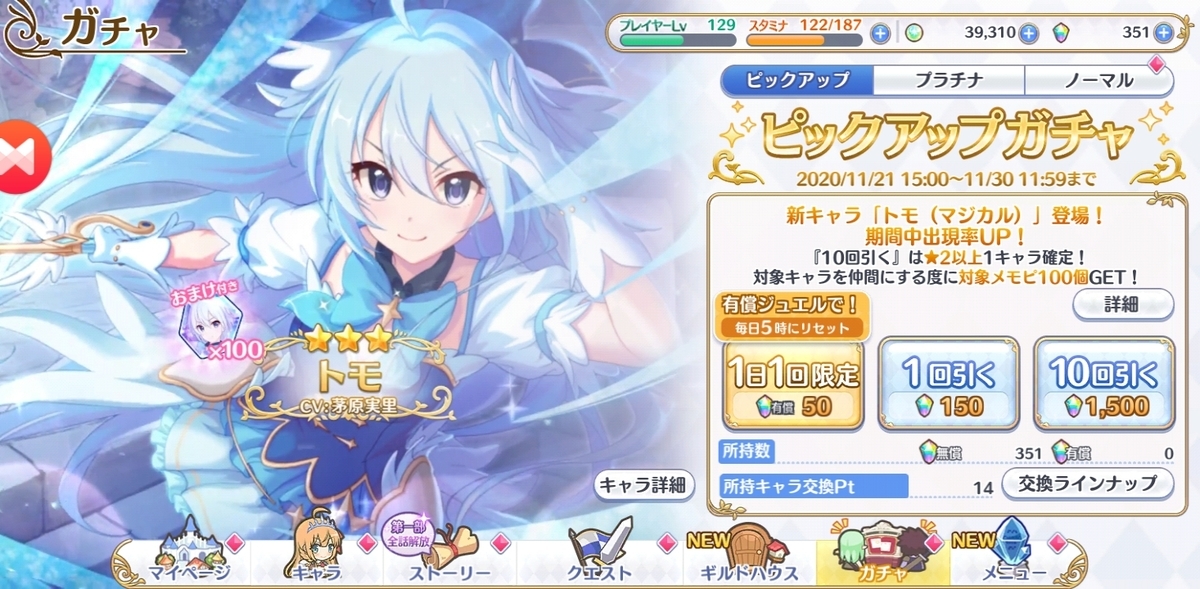 ガチャ
プレイヤーLv 129
スタミナ 122/187
39,310
351
ピックアップ プラチナ ノーマル
ピックアップガチャ
2020/11/21 15:00～11/30 11:59まで
新キャラ「トモ（マジカル）」登場！
期間中出現率UP！
『10回引く』は★2以上1キャラ確定！
対象キャラを仲間にする度に対象メモピ100個GET！
詳細
有償ジュエルで！
毎日5時にリセット
1日1回限定
有償 50
1回引く
150
10回引く
1,500
所持数 無償 351 有償 0
所持キャラ交換Pt 14
交換ラインナップ
おまけ付き
x100
トモ
CV:茅原実里
キャラ詳細
第一部
全話解放
NEW
NEW
マイページ キャラ ストーリー クエスト ギルドハウス ガチャ メニュー